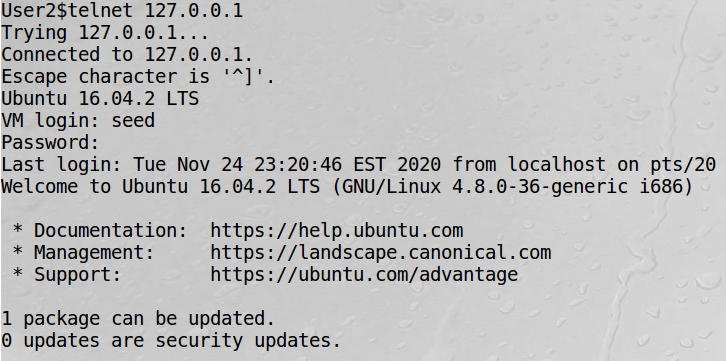 User2$telnet 127.0.0.1
Trying 127.0.0.1...
Connected to 127.0.0.1.
Escape character is '^]'.
Ubuntu 16.04.2 LTS
VM login: seed
Password:
Last login: Tue Nov 24 23:20:46 EST 2020 from localhost on pts/20
Welcome to Ubuntu 16.04.2 LTS (GNU/Linux 4.8.0-36-generic i686)
* Documentation:  https://help.ubuntu.com
* Management:     https://landscape.canonical.com
* Support:        https://ubuntu.com/advantage
1 package can be updated.
0 updates are security updates.